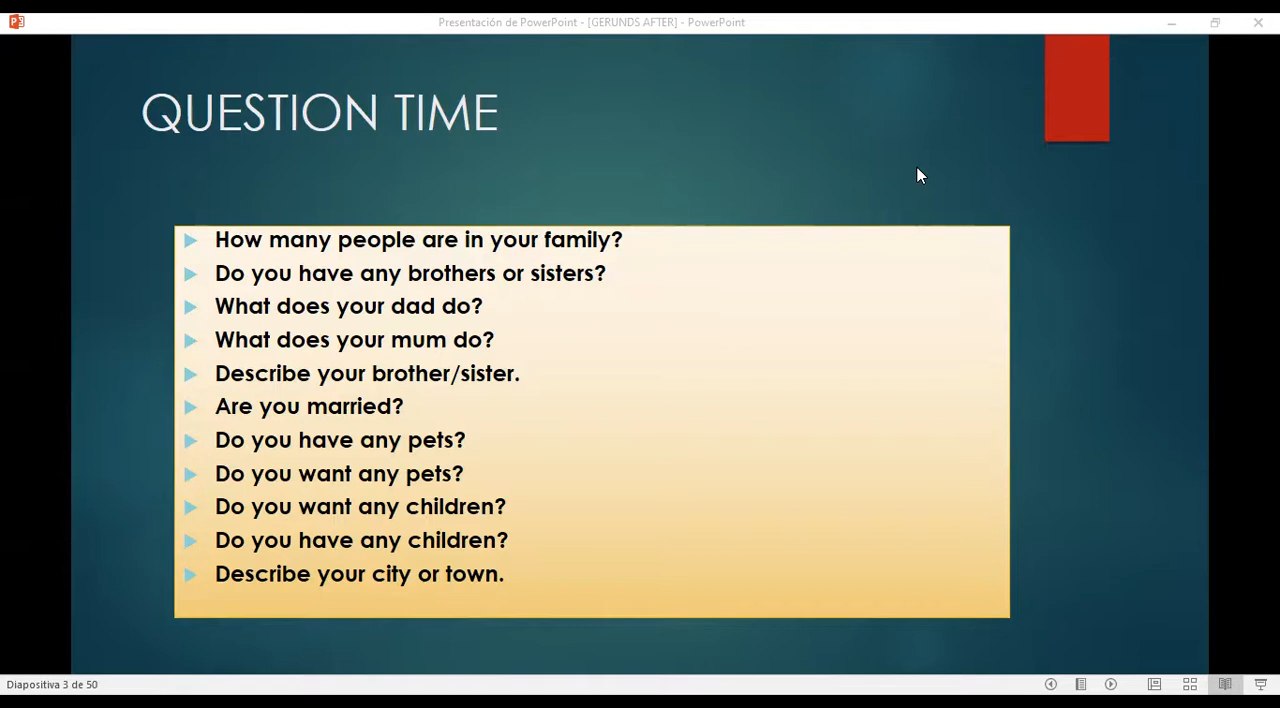 Presentación de PowerPoint - [GERUNDS AFTER] - PowerPoint
QUESTION TIME
How many people are in your family?
Do you have any brothers or sisters?
What does your dad do?
What does your mum do?
Describe your brother/sister.
Are you married?
Do you have any pets?
Do you want any pets?
Do you want any children?
Do you have any children?
Describe your city or town.
Diapositiva 3 de 50